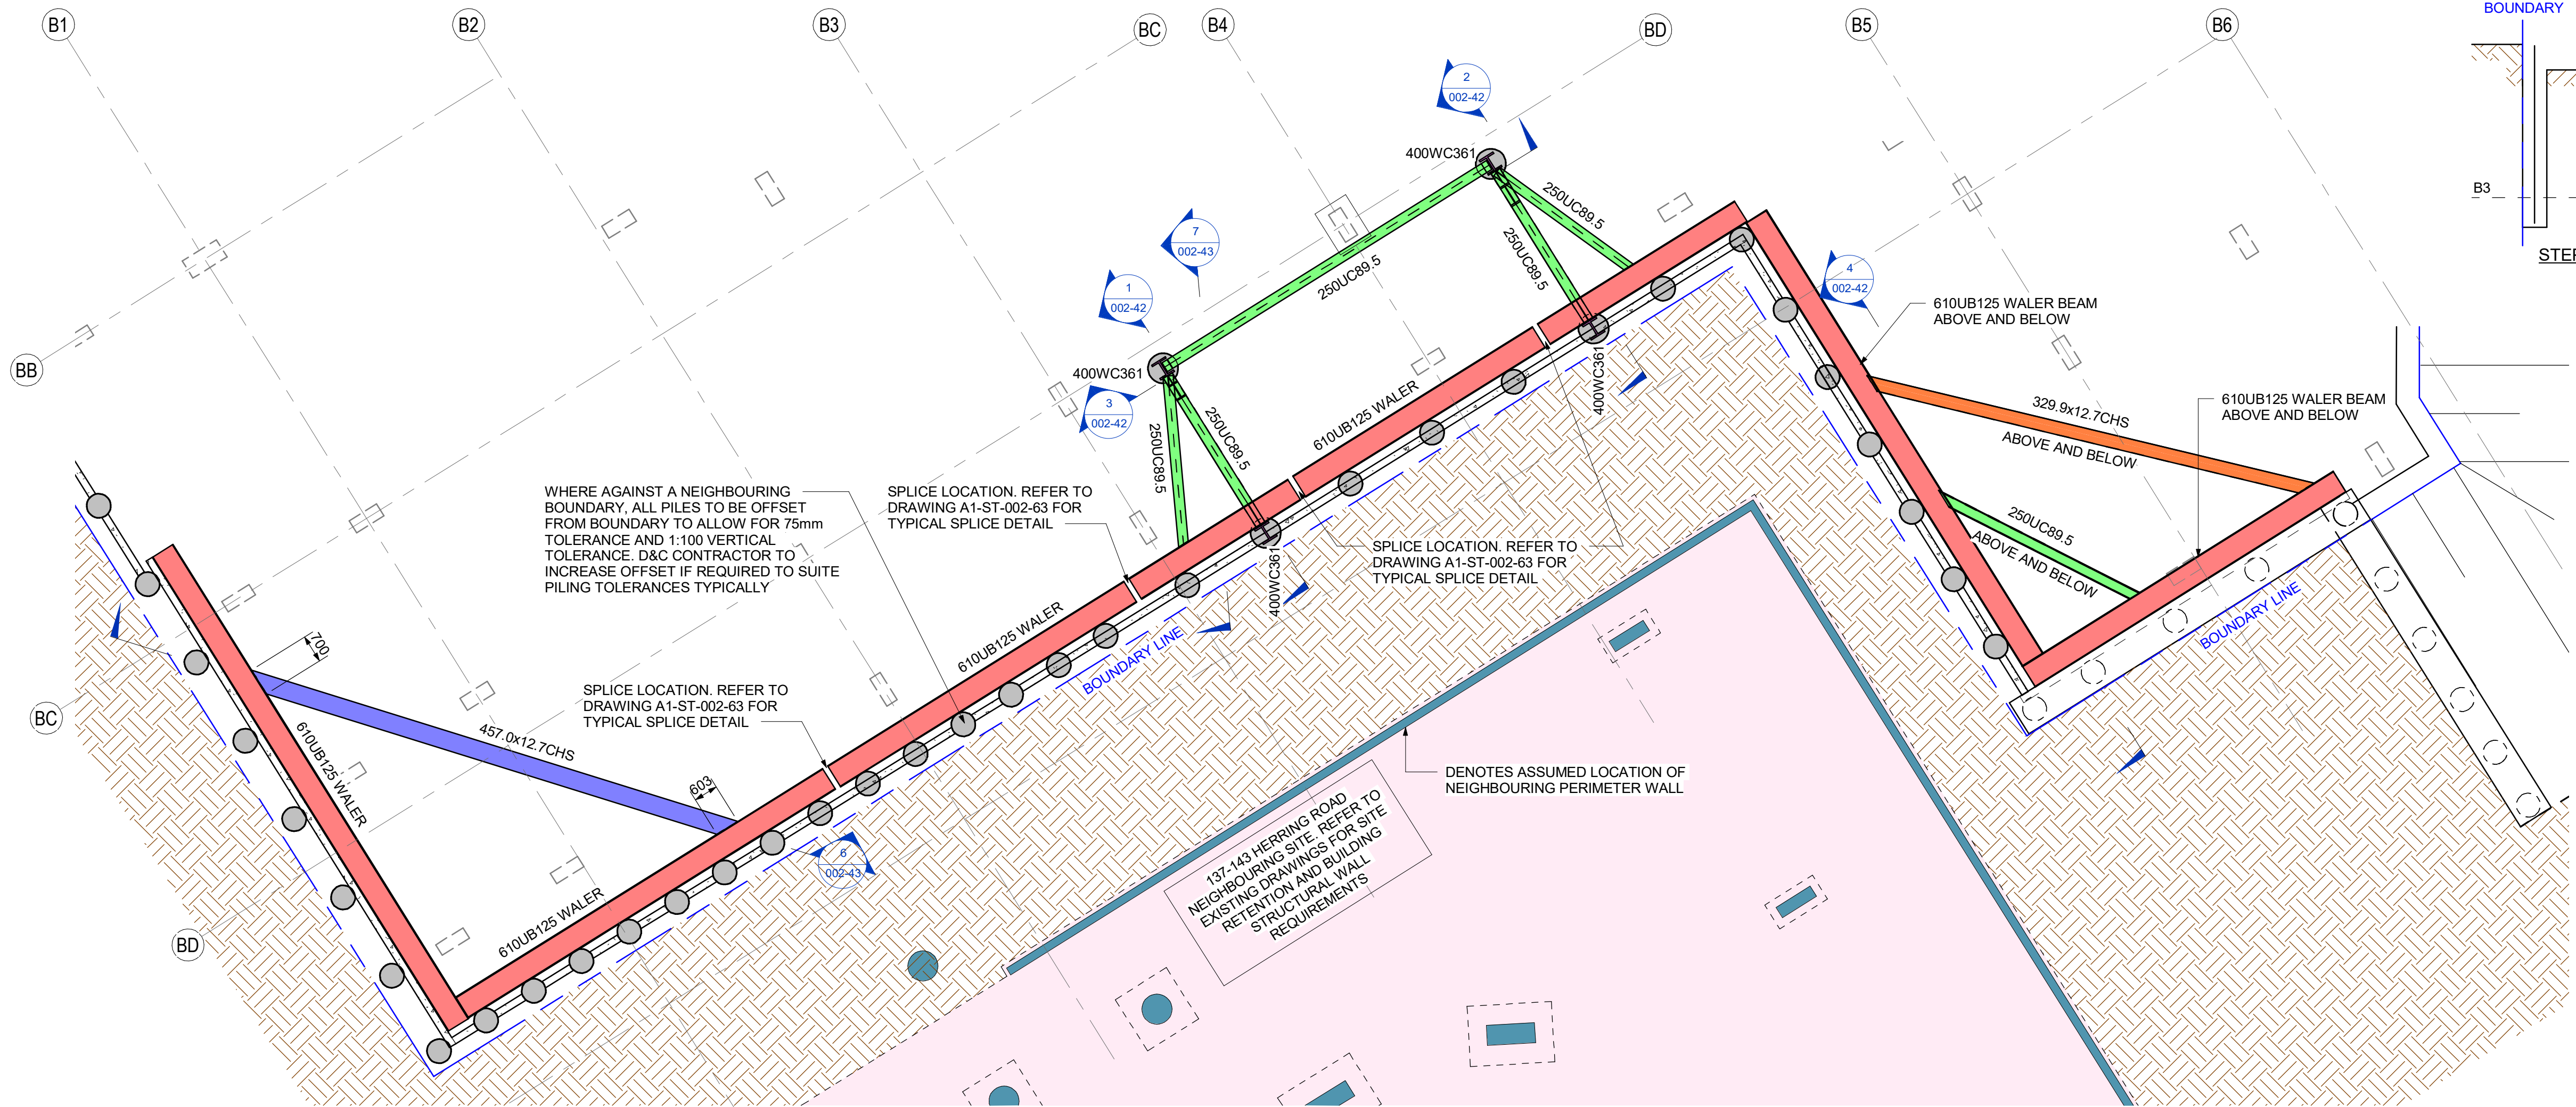 B1
B2
B3
BC
B4
BD
B5
B6
BOUNDARY
2
002-42
400WC361
250UC89.5
250UC89.5
B3
7
002-43
STEP
4
002-42
1
002-42
250UC89.5
610UB125 WALER BEAM
ABOVE AND BELOW
BB
400WC361
3
002-42
400WC361
329.9x12.7CHS
ABOVE AND BELOW
610UB125 WALER BEAM
ABOVE AND BELOW
250UC89.5
250UC89.5
610UB125 WALER
WHERE AGAINST A NEIGHBOURING
BOUNDARY, ALL PILES TO BE OFFSET
FROM BOUNDARY TO ALLOW FOR 75mm
TOLERANCE AND 1:100 VERTICAL
TOLERANCE. D&C CONTRACTOR TO
INCREASE OFFSET IF REQUIRED TO SUITE
PILING TOLERANCES TYPICALLY
SPLICE LOCATION. REFER TO
DRAWING A1-ST-002-63 FOR
TYPICAL SPLICE DETAIL
SPLICE LOCATION. REFER TO
DRAWING A1-ST-002-63 FOR
TYPICAL SPLICE DETAIL
400WC361
250UC89.5
ABOVE AND BELOW
BOUNDARY LINE
700
610UB125 WALER
BOUNDARY LINE
BC
SPLICE LOCATION. REFER TO
DRAWING A1-ST-002-63 FOR
TYPICAL SPLICE DETAIL
457.0x12.7CHS
610UB125 WALER
603
DENOTES ASSUMED LOCATION OF
NEIGHBOURING PERIMETER WALL
6
002-43
137-143 HERRING ROAD
NEIGHBOURING SITE. REFER TO
EXISTING DRAWINGS FOR SITE
RETENTION AND BUILDING
STRUCTURAL WALL
REQUIREMENTS
BD
610UB125 WALER